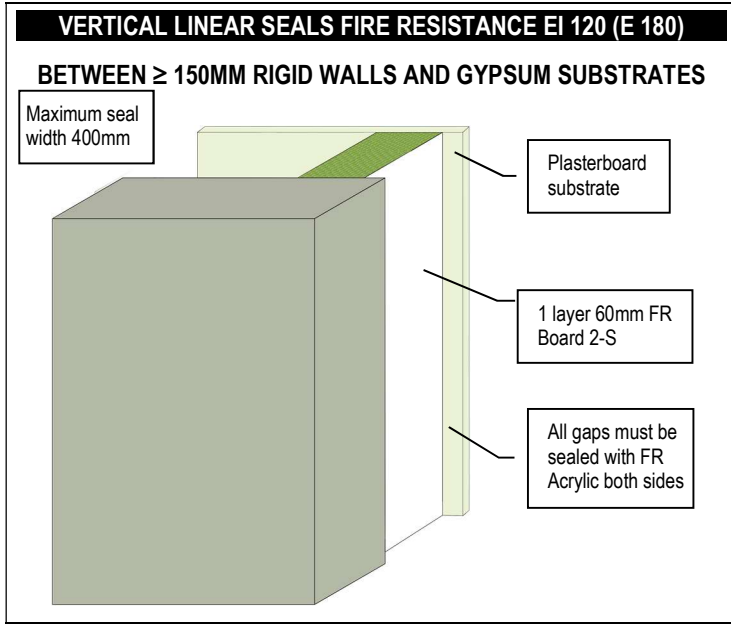 VERTICAL LINEAR SEALS FIRE RESISTANCE EI 120 (E 180)
BETWEEN ≥ 150MM RIGID WALLS AND GYPSUM SUBSTRATES
Maximum seal
width 400mm
Plasterboard
substrate
1 layer 60mm FR
Board 2-S
All gaps must be
sealed with FR
Acrylic both sides